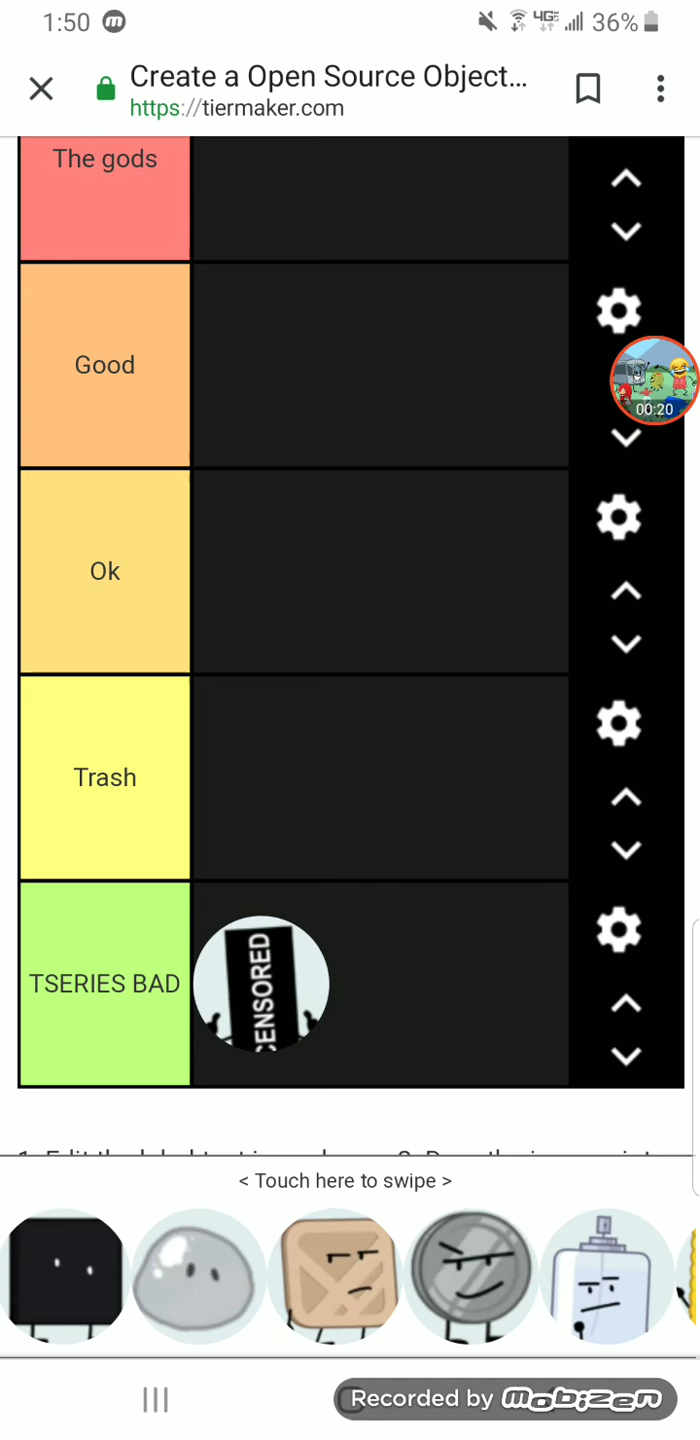 1:50
4GE 36%
Create a Open Source Object...
https://tiermaker.com
The gods
Good
00:20
Ok
Trash
TSERIES BAD
CENSORED
< Touch here to swipe >
Recorded by mobizen